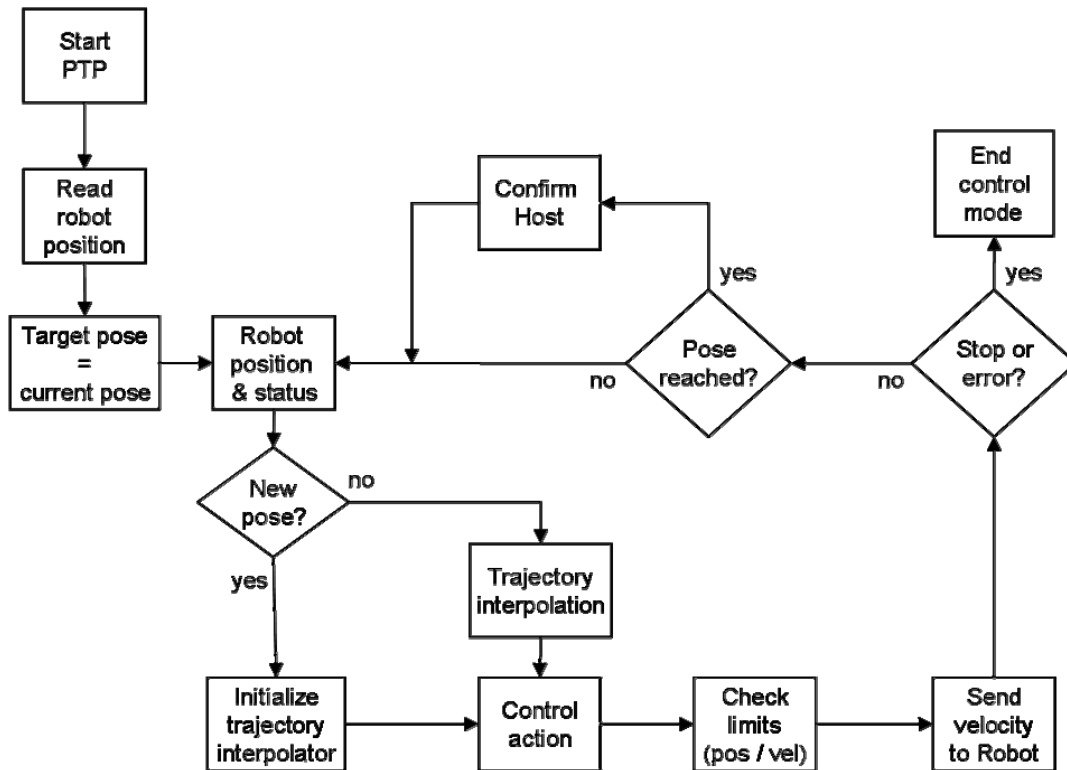 Start
PTP
Read
robot
position
Target pose
=
current pose
Robot
position
& status
Confirm
Host
End
control
mode
yes
yes
Pose
reached?
no
Stop or
error?
no
New
pose?
no
yes
Trajectory
interpolation
Initialize
trajectory
interpolator
Control
action
Check
limits
(pos / vel)
Send
velocity
to Robot